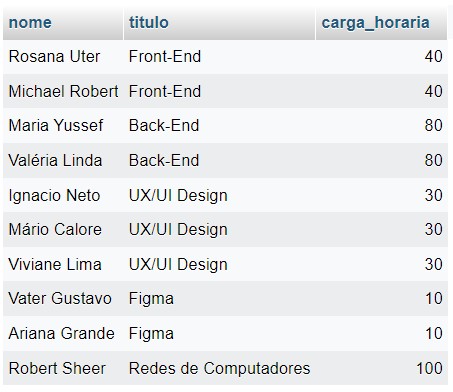 nome titulo carga_horaria
Rosana Uter Front-End 40
Michael Robert Front-End 40
Maria Yussef Back-End 80
Valéria Linda Back-End 80
Ignacio Neto UX/UI Design 30
Mário Calore UX/UI Design 30
Viviane Lima UX/UI Design 30
Vater Gustavo Figma 10
Ariana Grande Figma 10
Robert Sheer Redes de Computadores 100